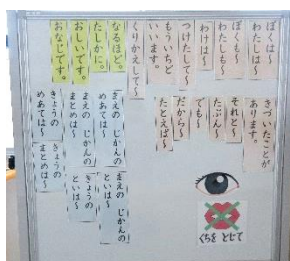 ぼくは～
わたしは～
ぼくも～
わたしも～
わけは～
つけたして～
もういちど
いいます。
くりかえして～
なるほど。
たしかに。
おしいです。
おなじです。
きづいたことが
あります。
それと～
たぶん～
でも～
だから～
たとえば～
「まえの じかんの
めあては～
まえの じかんの
まとめは～
きょうの
めあては～
「まえの じかんの
といは～
きょうの
といは～
きょうの
まとめは～
くちを とじて